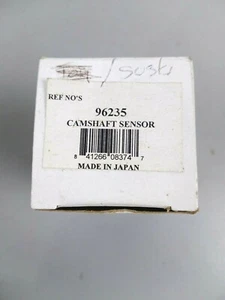 REF NO'S
96235
CAMSHAFT SENSOR
8 41266 08374 7
MADE IN JAPAN